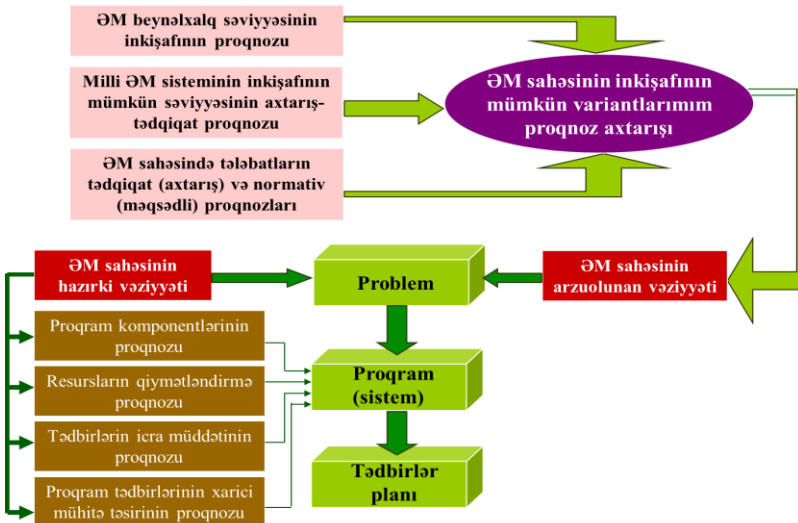 ƏM beynəlxalq səviyyəsinin
inkişafının proqnozu
Milli ƏM sisteminin inkişafının
mümkün səviyyəsinin axtarış-
tədqiqat proqnozu
ƏM sahəsində tələbatların
tədqiqat (axtarış) və normativ
(məqsədli) proqnozları
ƏM sahəsinin inkişafının
mümkün variantlarımım
proqnoz axtarışı
ƏM sahəsinin
hazırki vəziyyəti
Problem
ƏM sahəsinin
arzuolunan vəziyyəti
Proqram komponentlərinin
proqnozu
Resursların qiymətləndirmə
proqnozu
Tədbirlərin icra müddətinin
proqnozu
Proqram tədbirlərinin xarici
mühitə təsirinin proqnozu
Proqram
(sistem)
Tədbirlər
planı